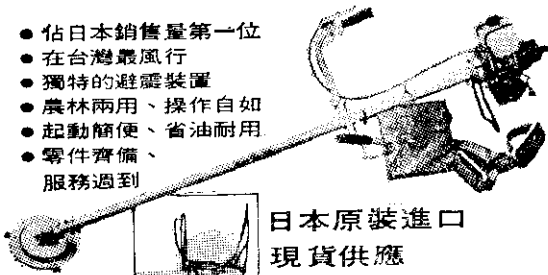 ● 佔日本銷售量第一位
● 在台灣最風行
● 獨特的避震裝置
● 農林兩用、操作自如
● 起動簡便、省油耐用
● 零件齊備、
服務週到
日本原裝進口
現貨供應